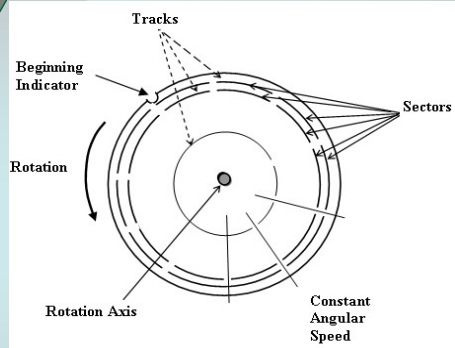 Tracks
Beginning
Indicator
Sectors
Rotation
Rotation Axis
Constant
Angular
Speed